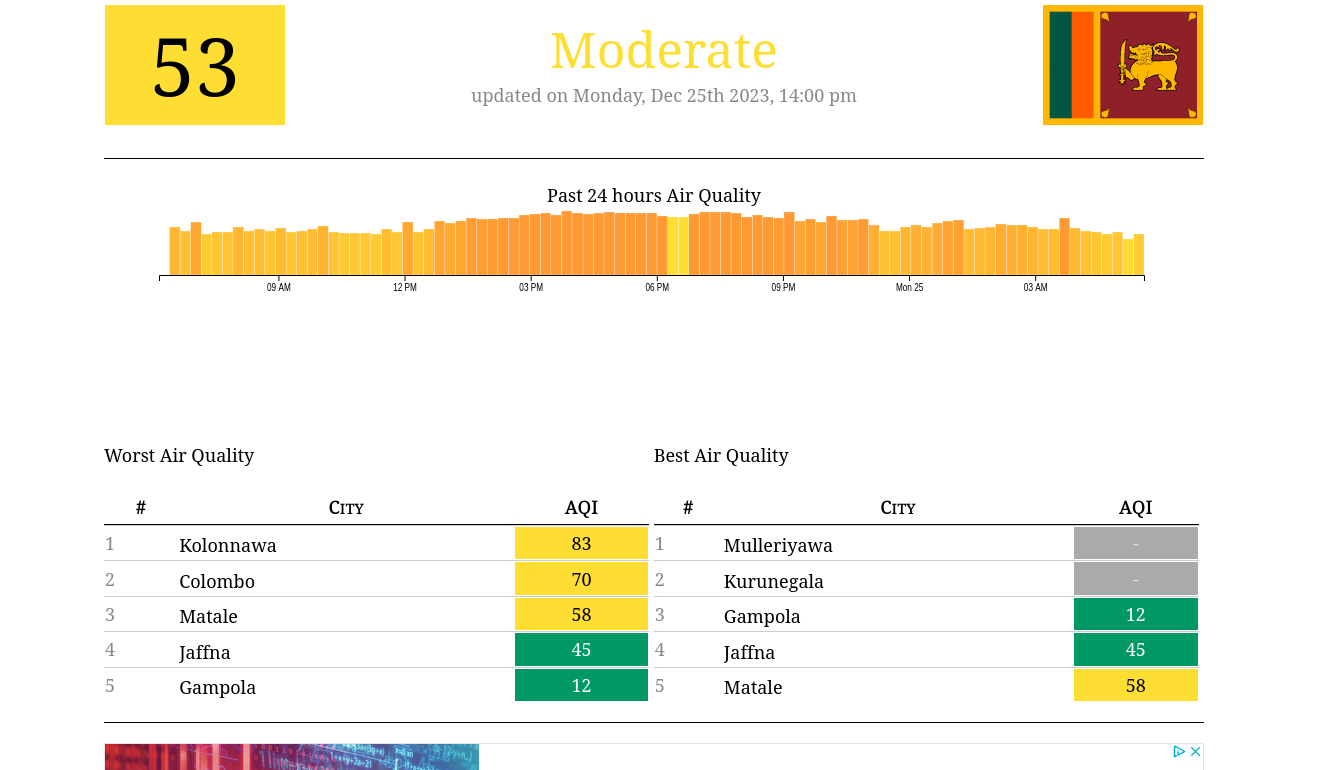 53
Moderate
updated on Monday, Dec 25th 2023, 14:00 pm
Past 24 hours Air Quality
09 AM 12 PM 03 PM 06 PM 09 PM Mon 25 03 AM
Worst Air Quality
# City AQI
1 Kolonnawa 83
2 Colombo 70
3 Matale 58
4 Jaffna 45
5 Gampola 12
Best Air Quality
# City AQI
1 Mulleriyawa -
2 Kurunegala -
3 Gampola 12
4 Jaffna 45
5 Matale 58